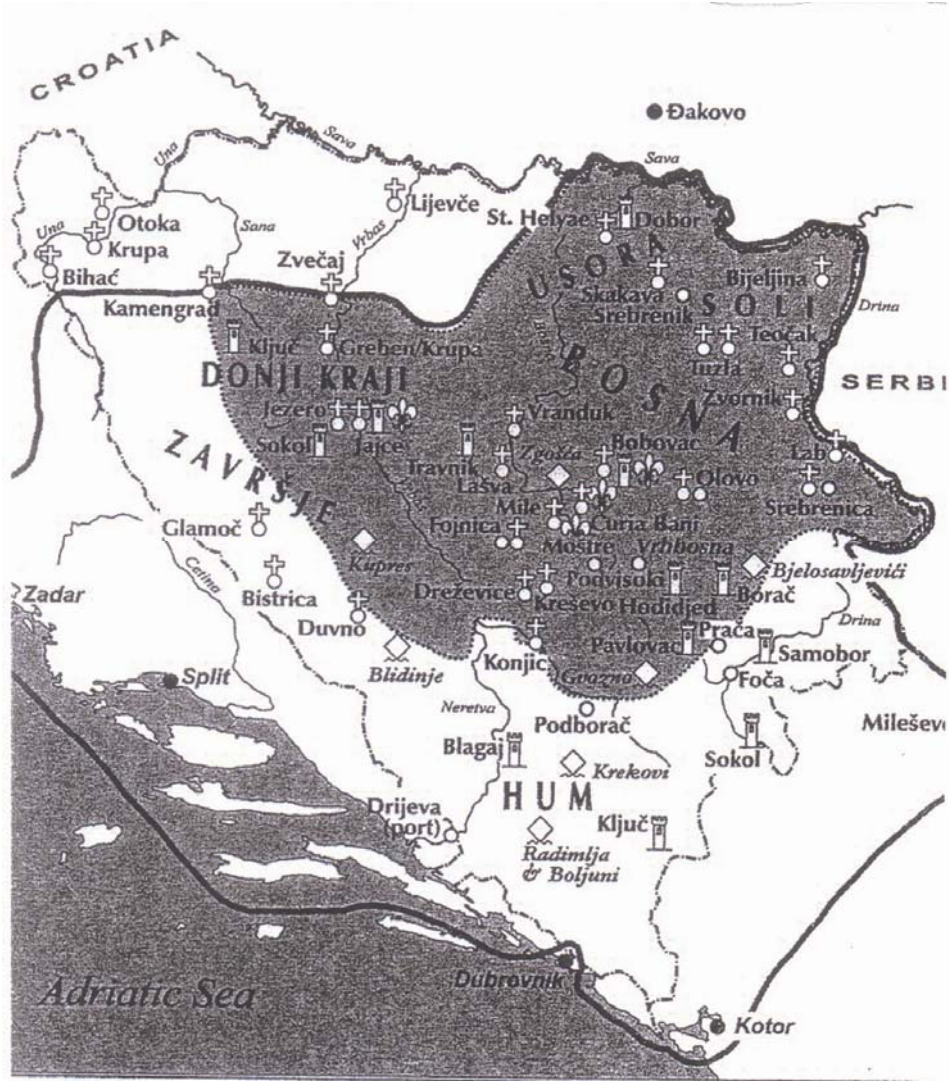 CROATIA
Đakovo
Sava
Sava
Una
Otoka
Una
Krupa
Bihać
Sana
Vrbas
Lijevče
Zvečaj
Kamengrad
St. Helyae
Dobor
USORA
Skakava
Srebrenik
Bijeljina
SOLI
Drina
Teočak
Tuzla
SERBI
Zvornik
Ključ
Greben/Krupa
DONJI KRAJI
BOSNA
Jezero
Jajce
Sokol
Vranduk
Travnik
Zgošća
Lašva
Bobovac
Olovo
Lab
Srebrenica
ZAVRŠJE
Glamoč
Mile
Curia Bani
Fojnica
Moštre
Vrhbosna
Kupres
Podvisoki
Bjelosavljevići
Zadar
Cetina
Bistrica
Dreževice
Kreševo
Hodidjed
Borač
Drina
Duvno
Konjic
Pavlovac
Prača
Samobor
Blidinje
Gvozno
Foča
Split
Neretva
Podborač
Mileševo
Blagaj
Krekovi
Sokol
HUM
Drijeva
(port)
Ključ
Radimlja
& Boljuni
Adriatic Sea
Dubrovnik
Kotor